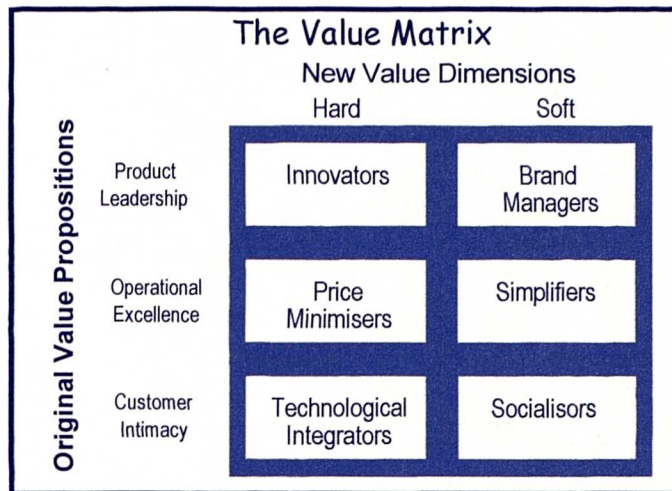 The Value Matrix
New Value Dimensions
Hard Soft
Original Value Propositions
Product
Leadership
Innovators
Brand
Managers
Operational
Excellence
Price
Minimisers
Simplifiers
Customer
Intimacy
Technological
Integrators
Socialisors